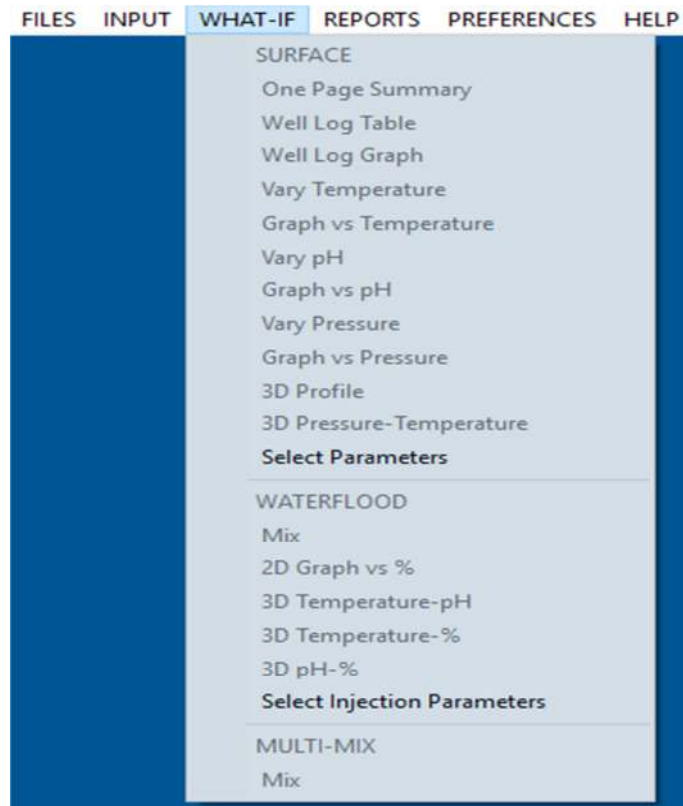 FILES INPUT WHAT-IF REPORTS PREFERENCES HELP
SURFACE
One Page Summary
Well Log Table
Well Log Graph
Vary Temperature
Graph vs Temperature
Vary pH
Graph vs pH
Vary Pressure
Graph vs Pressure
3D Profile
3D Pressure-Temperature
Select Parameters
WATERFLOOD
Mix
2D Graph vs %
3D Temperature-pH
3D Temperature-%
3D pH-%
Select Injection Parameters
MULTI-MIX
Mix